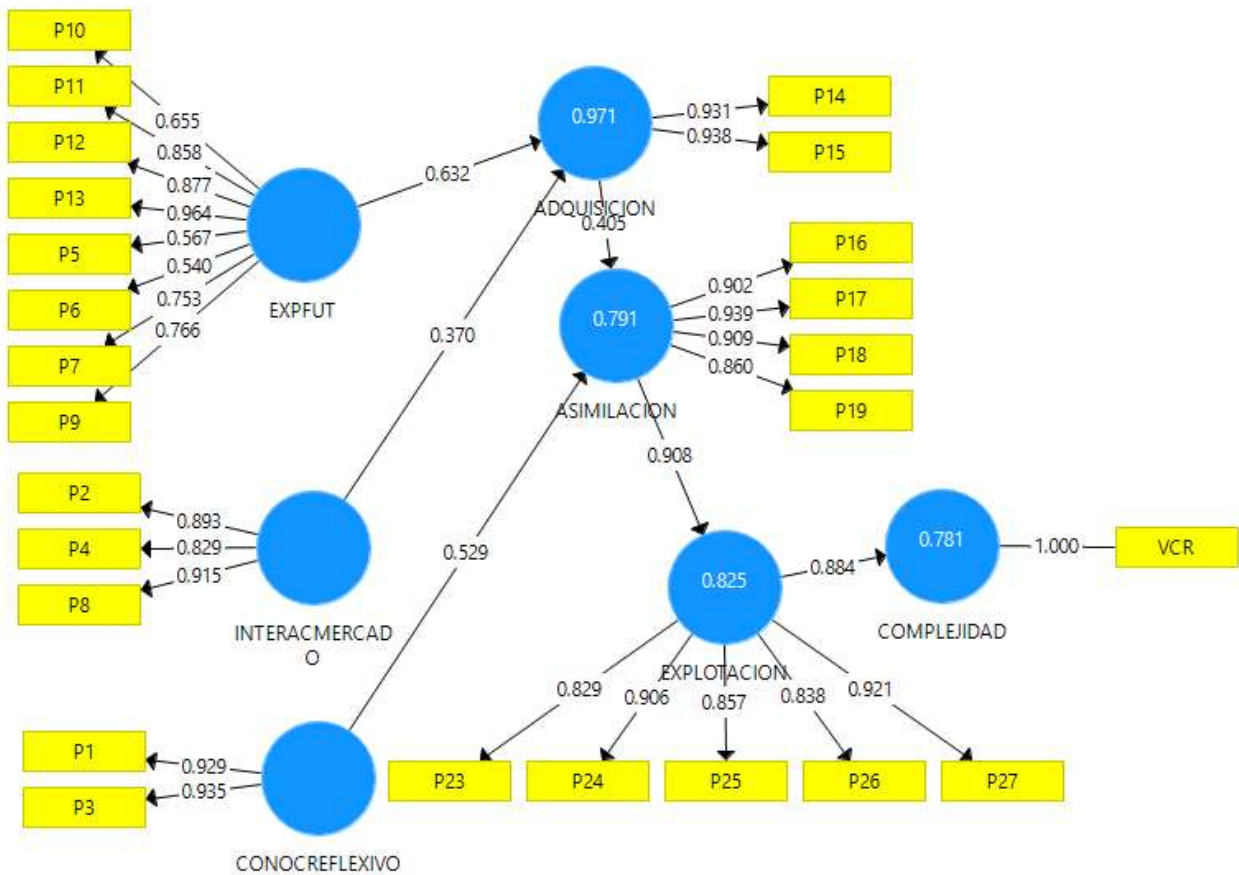 P10
P11
P12
P13
P5
P6
P7
P9
0.655
0.858
0.877
0.964
0.567
0.540
0.753
0.766
EXPFUT
0.632
0.971
ADQUISICION
0.931
0.938
P14
P15
0.405
0.370
0.791
ASIMILACION
0.902
0.939
0.909
0.860
P16
P17
P18
P19
P2
P4
P8
0.893
0.829
0.915
INTERACMERCAD
O
0.529
0.908
0.825
EXPLOTACION
0.884
0.781
COMPLEJIDAD
1.000
VCR
0.829
0.906
0.857
0.838
0.921
P23
P24
P25
P26
P27
P1
P3
0.929
0.935
CONOCREFLEXIVO